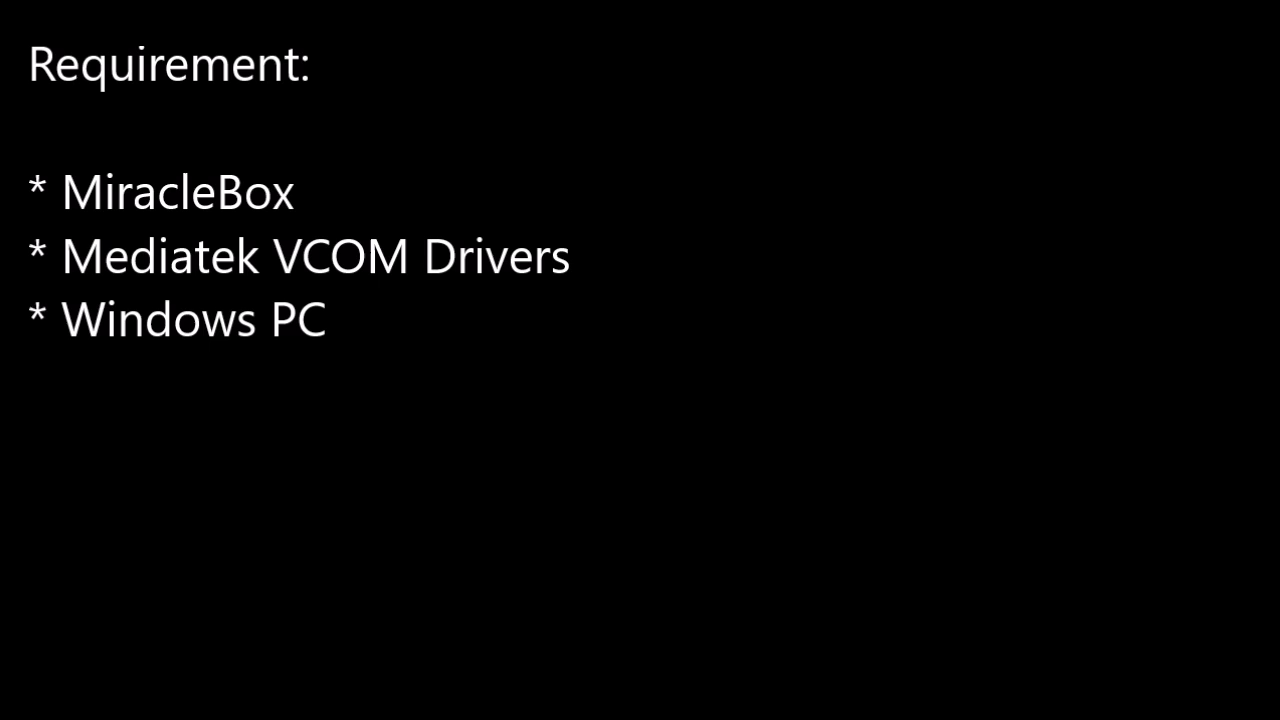 Requirement:
* MiracleBox
* Mediatek VCOM Drivers
* Windows PC